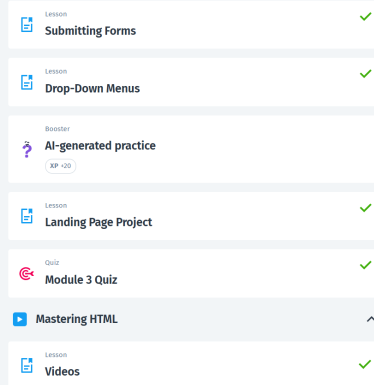 Lesson
Submitting Forms
Lesson
Drop-Down Menus
Booster
AI-generated practice
XP +20
Lesson
Landing Page Project
Quiz
Module 3 Quiz
Mastering HTML
Lesson
Videos